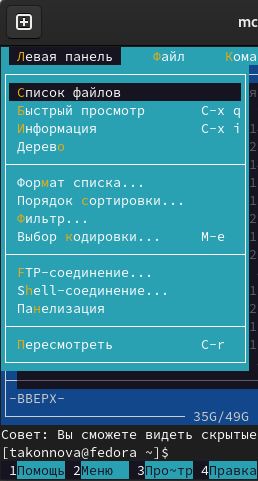 mc
Левая панель Файл Кома
Список файлов
Быстрый просмотр C-x q
Информация C-x i
Дерево
Формат списка...
Порядок сортировки...
Фильтр...
Выбор кодировки... M-e
FTP-соединение...
Shell-соединение...
Панелизация
Пересмотреть C-r
-ВВЕРХ-
35G/49G
Совет: Вы сможете видеть скрытые
[takonnova@fedora ~]$
1Помощь 2Меню 3Про~тр 4Правка